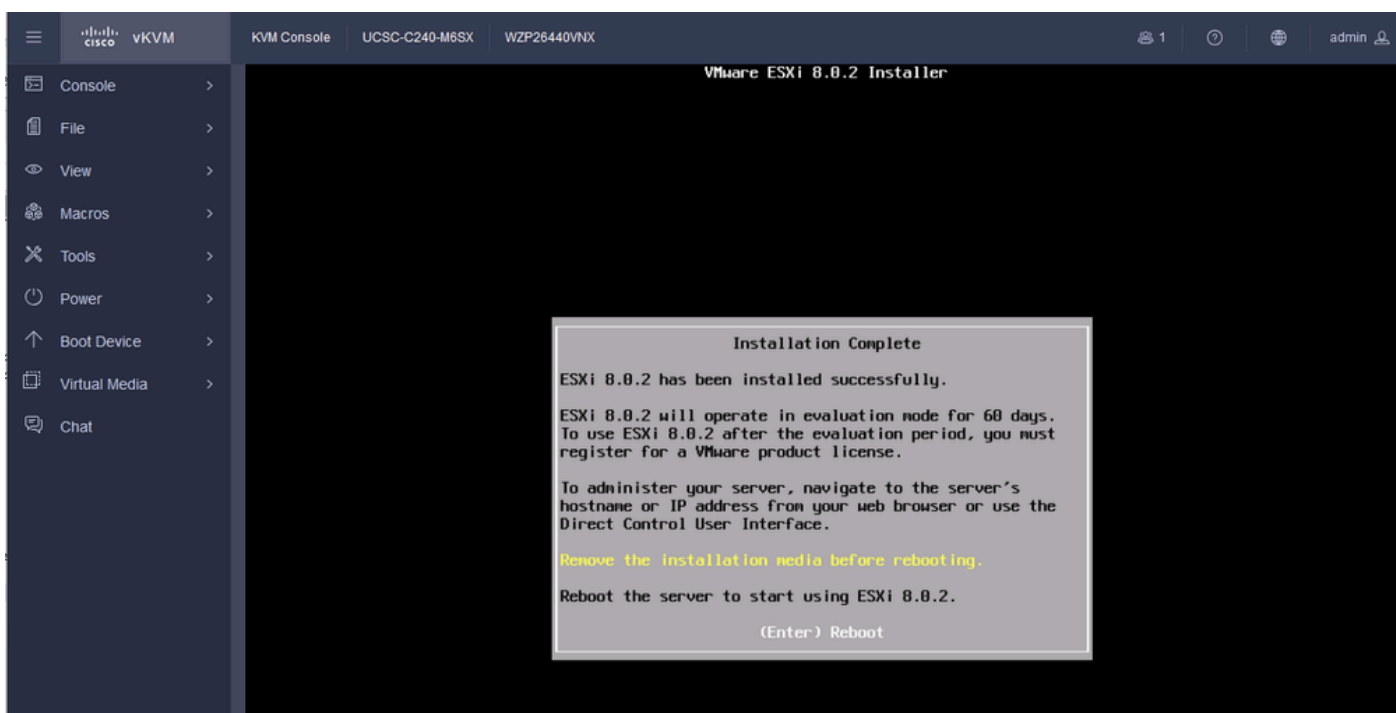 cisco vKVM KVM Console UCSC-C240-M6SX WZP26440VNX 1 admin
Console
File
View
Macros
Tools
Power
Boot Device
Virtual Media
Chat
VMware ESXi 8.0.2 Installer
Installation Complete
ESXi 8.0.2 has been installed successfully.
ESXi 8.0.2 will operate in evaluation mode for 60 days.
To use ESXi 8.0.2 after the evaluation period, you must
register for a VMware product license.
To administer your server, navigate to the server's
hostname or IP address from your web browser or use the
Direct Control User Interface.
Remove the installation media before rebooting.
Reboot the server to start using ESXi 8.0.2.
(Enter) Reboot